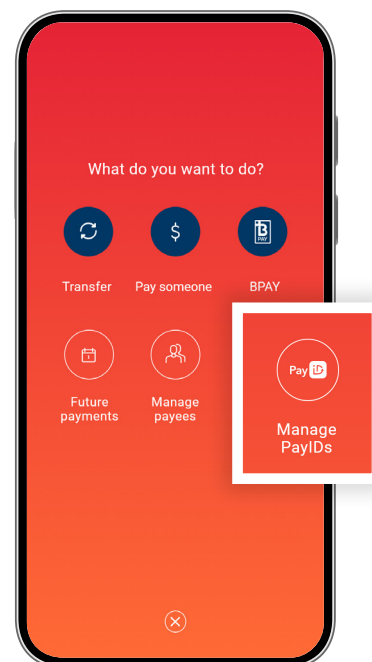 What do you want to do?
Transfer
Pay someone
BPAY
B
PAY
Future
payments
Manage
payees
Pay iD
Manage
PayIDs